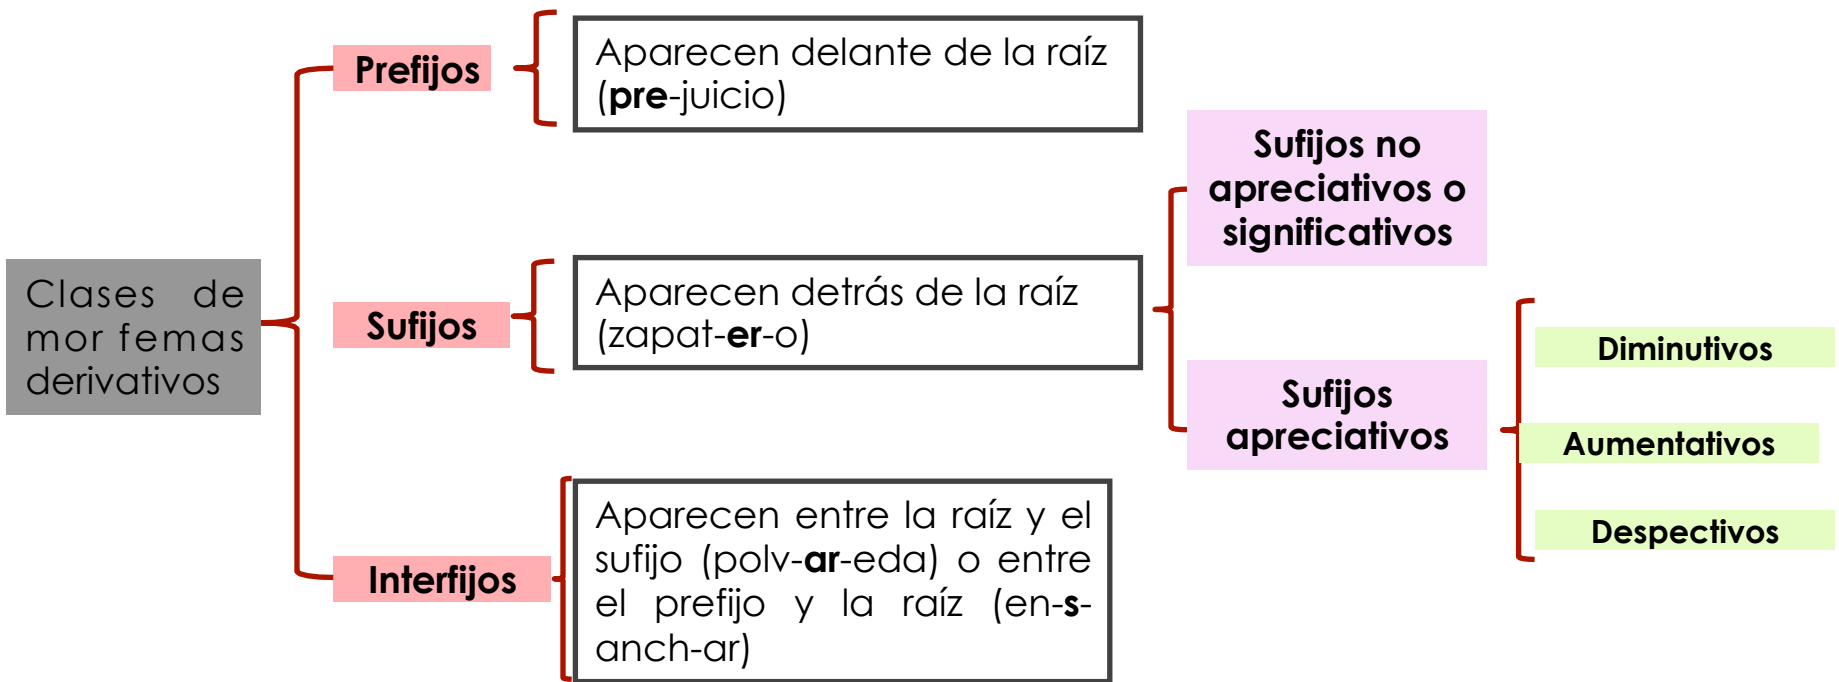 Clases de
mor femas
derivativos
Prefijos
Aparecen delante de la raíz
(pre-juicio)
Sufijos
Aparecen detrás de la raíz
(zapat-er-o)
Sufijos no
apreciativos o
significativos
Sufijos
apreciativos
Diminutivos
Aumentativos
Despectivos
Interfijos
Aparecen entre la raíz y el
sufijo (polv-ar-eda) o entre
el prefijo y la raíz (en-s-
anch-ar)